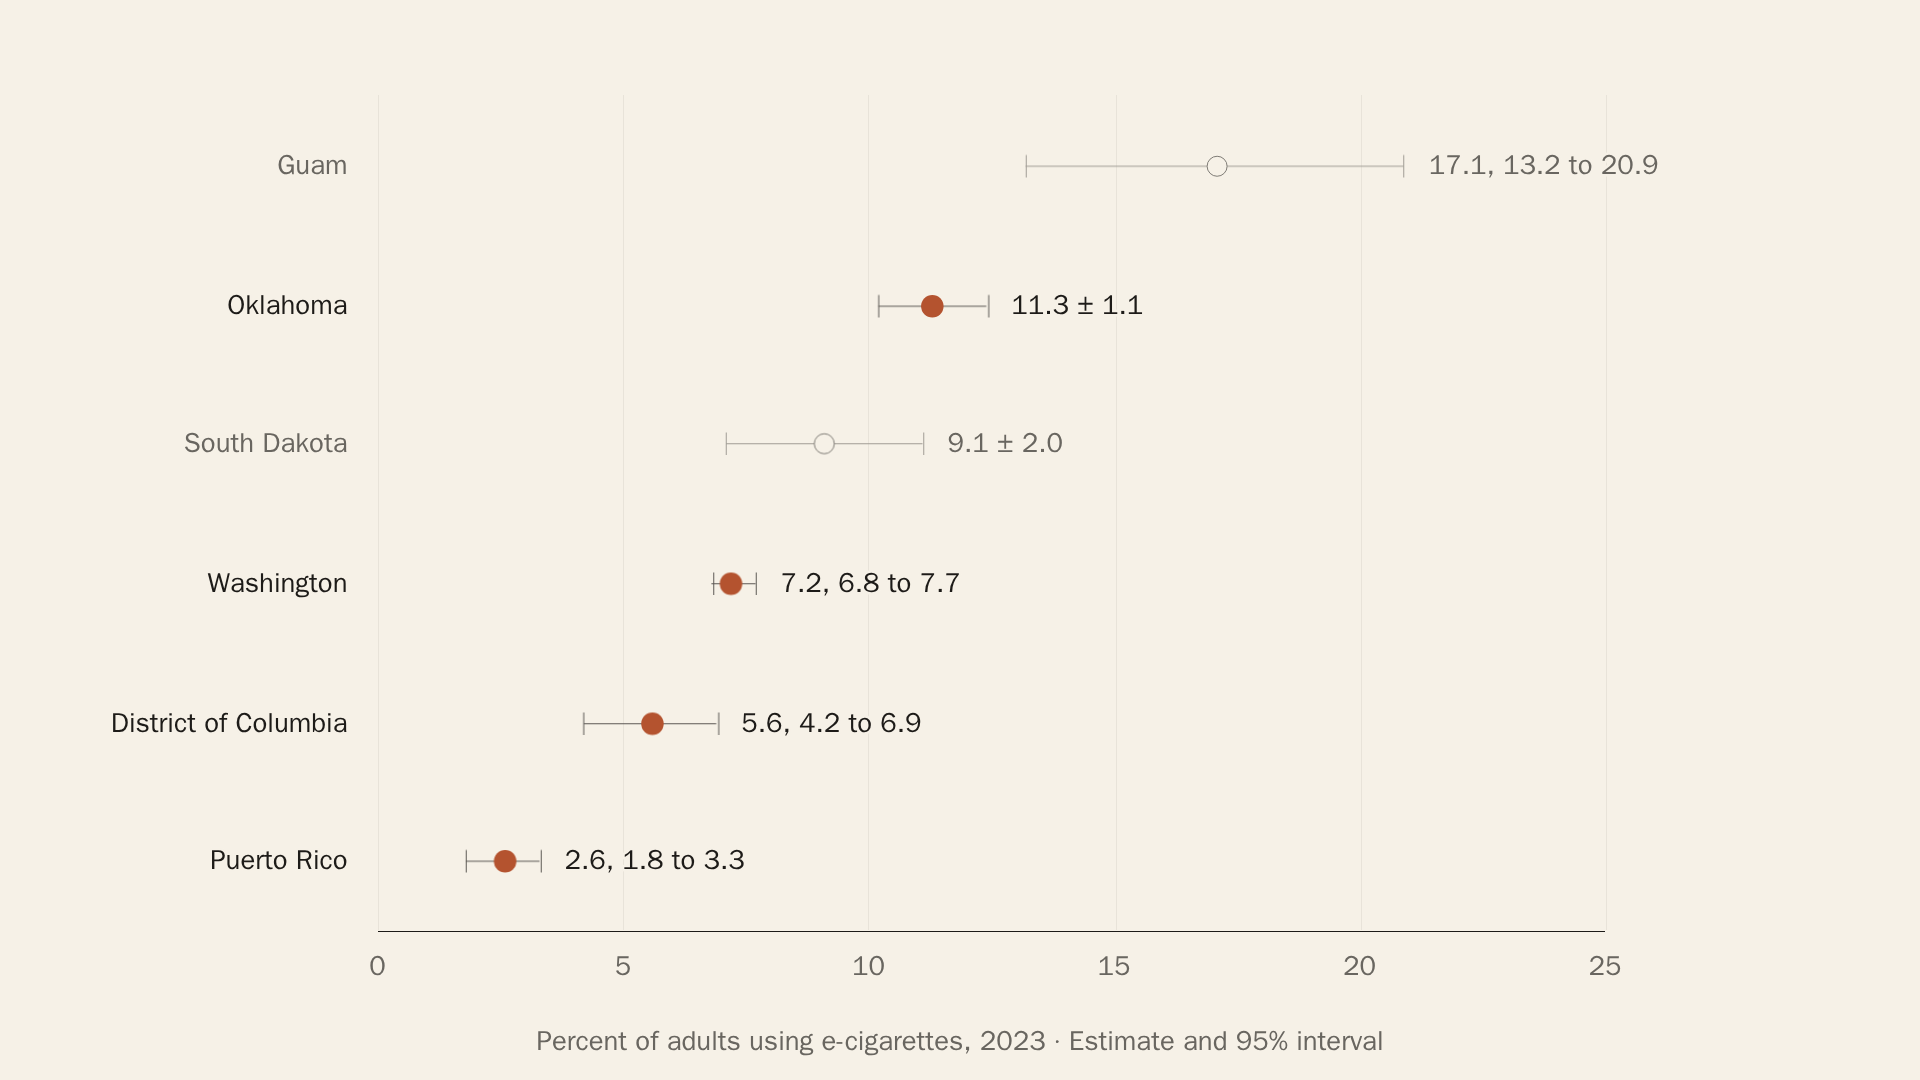 Guam 17.1, 13.2 to 20.9
Oklahoma 11.3 ± 1.1
South Dakota 9.1 ± 2.0
Washington 7.2, 6.8 to 7.7
District of Columbia 5.6, 4.2 to 6.9
Puerto Rico 2.6, 1.8 to 3.3
0 5 10 15 20 25
Percent of adults using e-cigarettes, 2023 · Estimate and 95% interval